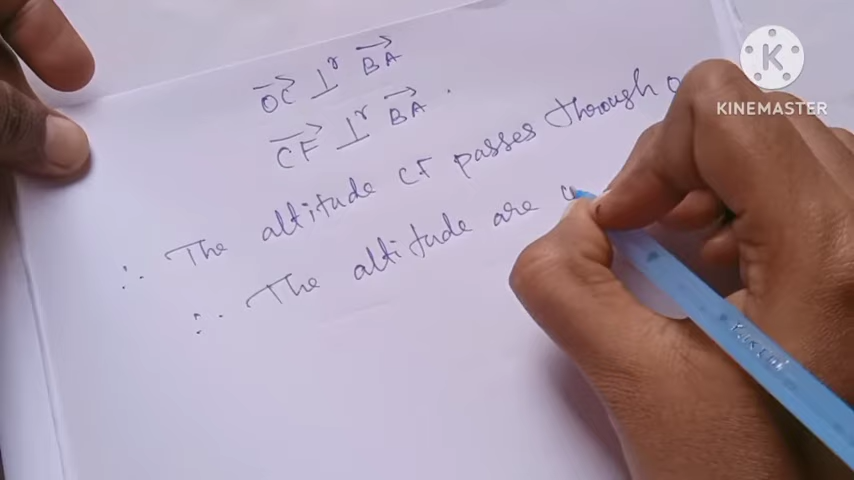 OC ⊥r BA
CF ⊥r BA.
∴ The altitude CF passes through O
∴ The altitude are
K
KINEMASTER